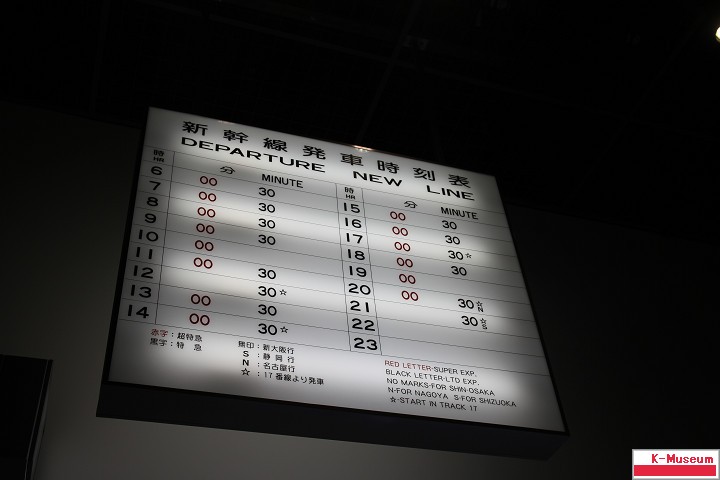 新幹線発車時刻表
DEPARTURE NEW LINE
時 HR 分 MINUTE
6 00 30
7 00 30
8 00 30
9 00 30
10 00
11 00 30
12 30☆
13 00 30
14 00 30☆
時 HR 分 MINUTE
15 00 30
16 00 30
17 00 30☆
18 00 30
19 00
20 00 30☆N
21 30☆S
22
23
赤字：超特急
黒字：特 急
無印：新大阪行
S：静 岡 行
N：名古屋行
☆：17番線より発車
RED LETTER-SUPER EXP.
BLACK LETTER-LTD EXP.
NO MARKS-FOR SHIN-OSAKA
N-FOR NAGOYA S-FOR SHIZUOKA
☆-START IN TRACK 17
K-Museum